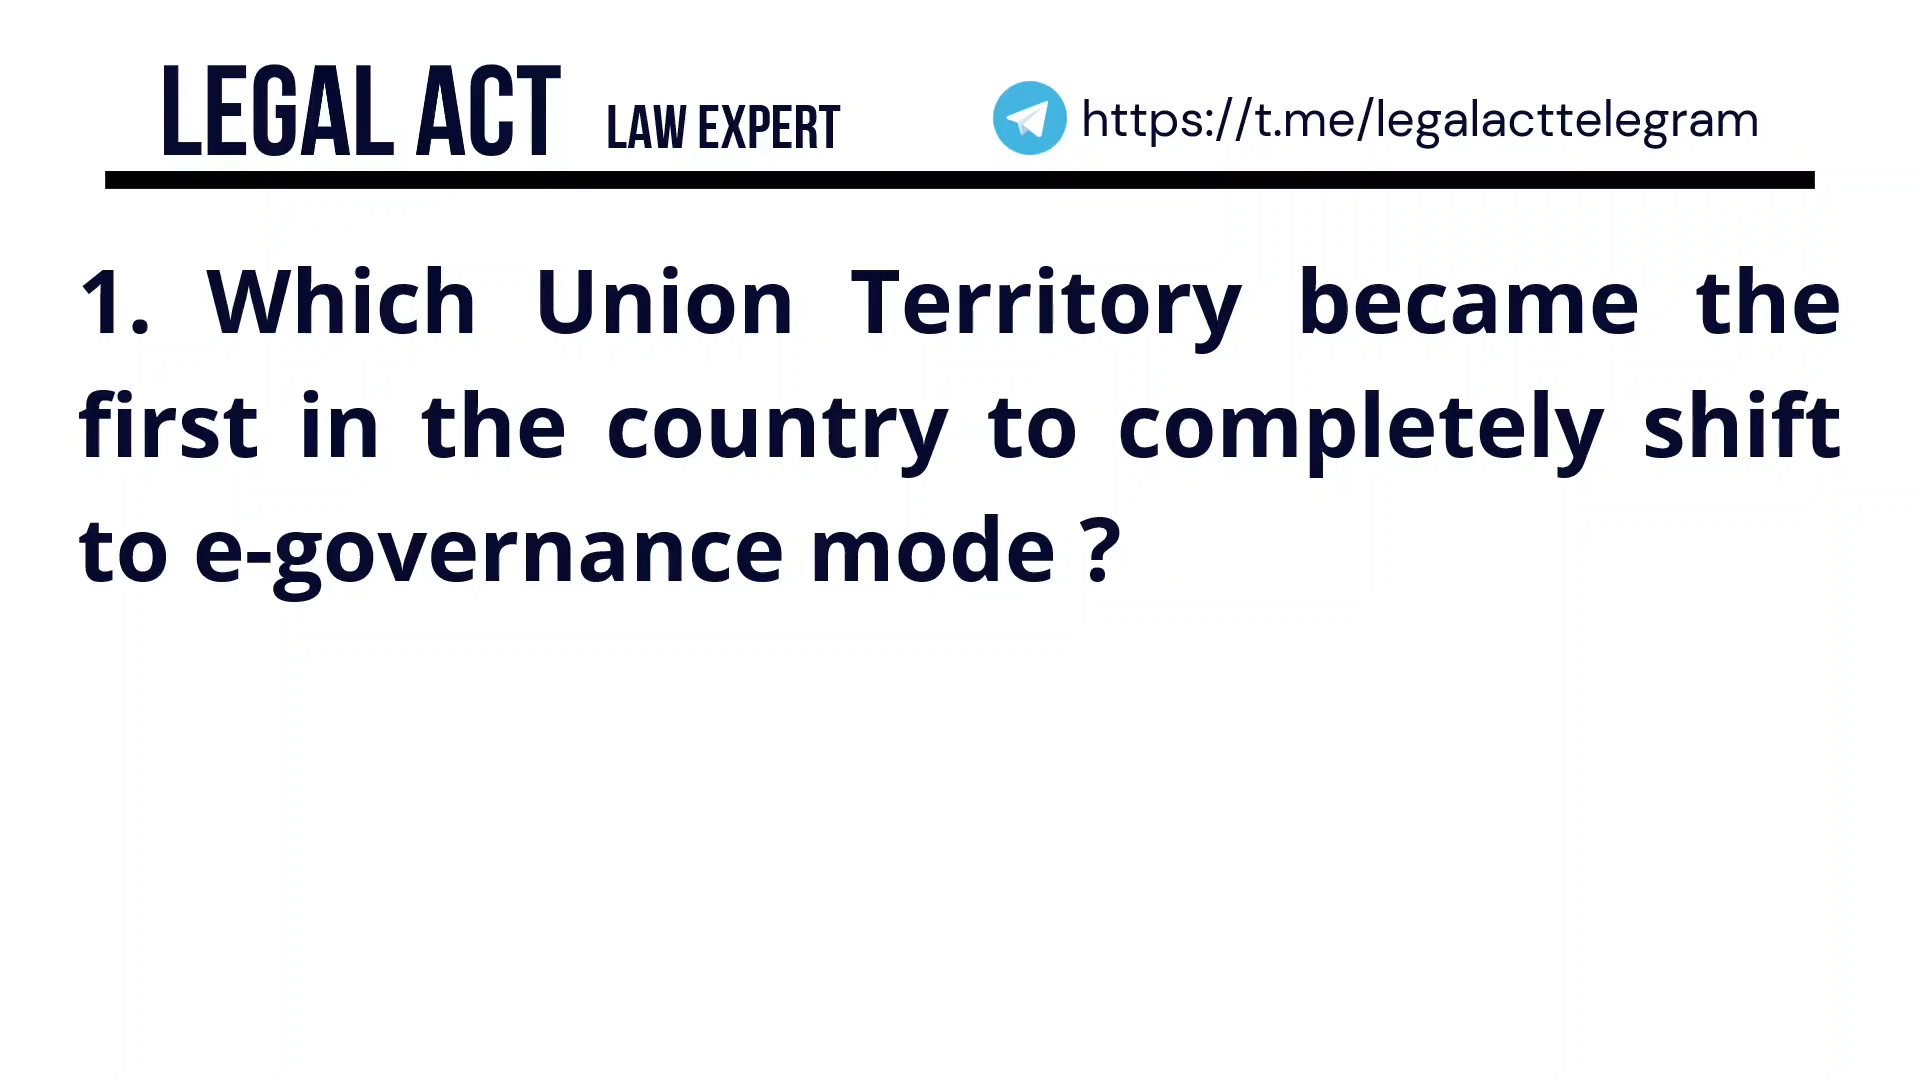 LEGAL ACT LAW EXPERT https://t.me/legalacttelegram
1. Which Union Territory became the
first in the country to completely shift
to e-governance mode ?